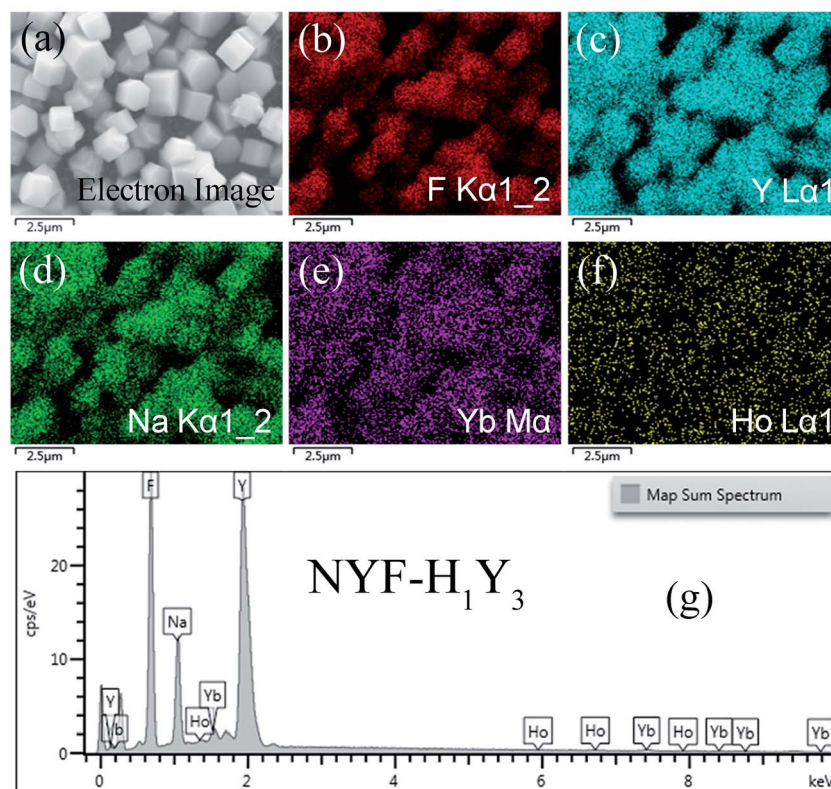 (a)
Electron Image
2.5µm
(b)
F Kα1_2
2.5µm
(c)
Y Lα1
2.5µm
(d)
Na Kα1_2
2.5µm
(e)
Yb Mα
2.5µm
(f)
Ho Lα1
2.5µm
F
Y
Map Sum Spectrum
20
NYF-H₁Y₃
(g)
cps/eV
Na
10
Yb
Y
Ho
Ho
Ho
Yb
Ho
Yb
Yb
Yb
0
0
2
4
6
8
keV